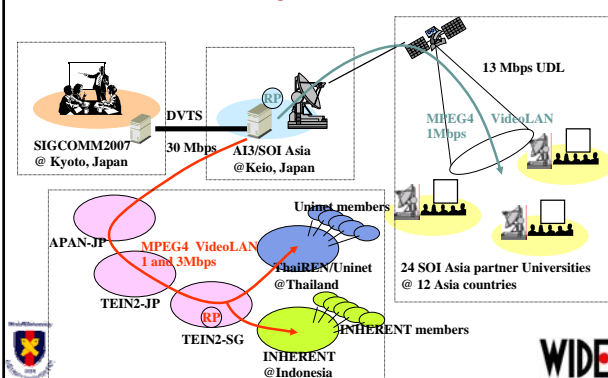 SIGCOMM2007
@ Kyoto, Japan
DVTS
30 Mbps
RP
AI3/SOI Asia
@Keio, Japan
13 Mbps UDL
MPEG4 VideoLAN
1Mbps
24 SOI Asia partner Universities
@ 12 Asia countries
APAN-JP
MPEG4 VideoLAN
1 and 3Mbps
TEIN2-JP
RP
TEIN2-SG
Uninet members
ThaiREN/Uninet
@Thailand
INHERENT members
INHERENT
@Indonesia
WIDE